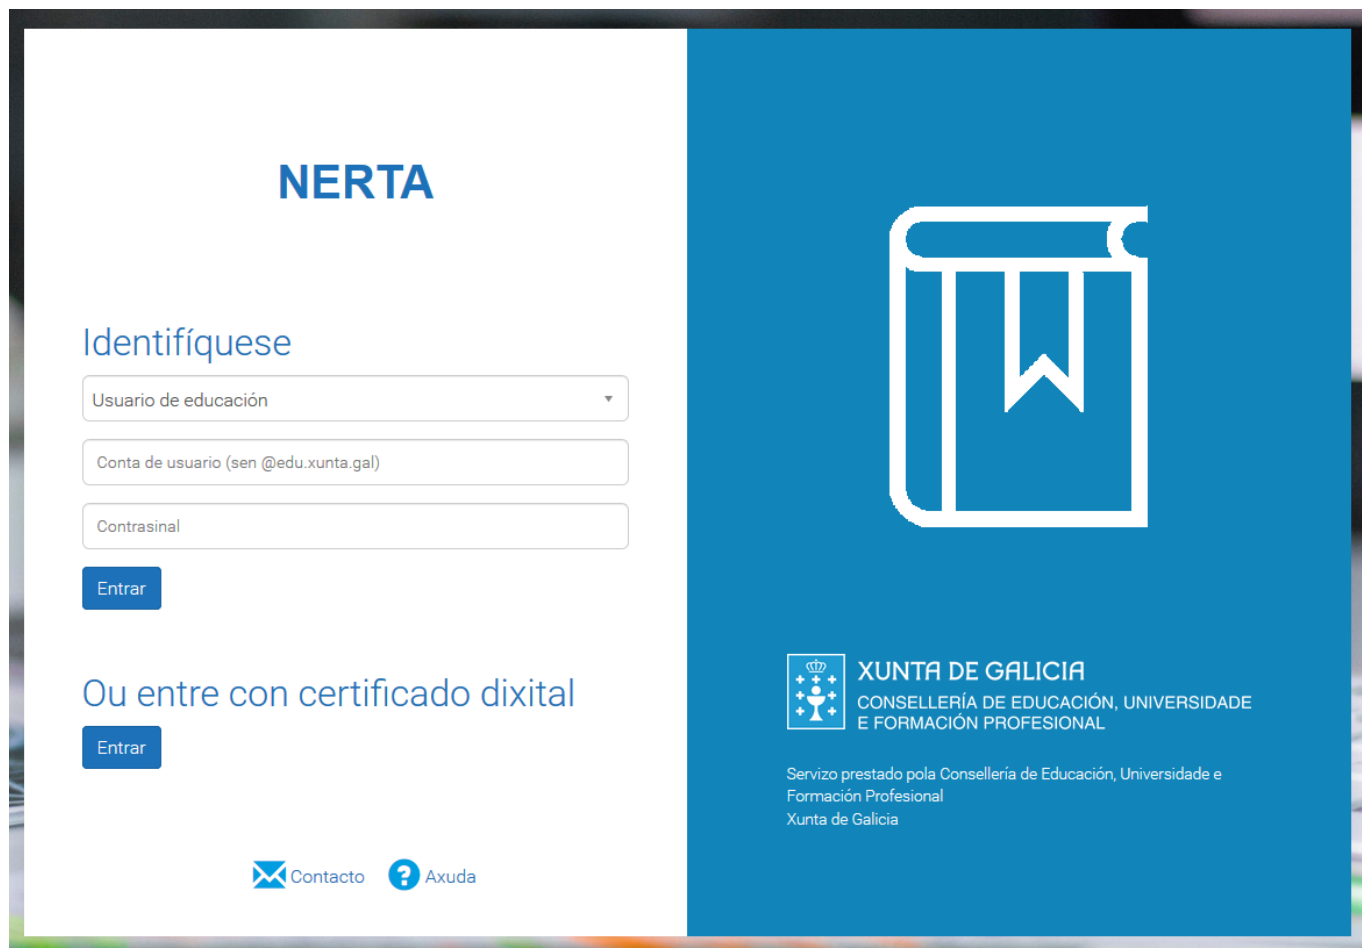 NERTA
Identifíquese
Usuario de educación
Conta de usuario (sen @edu.xunta.gal)
Contrasinal
Entrar
Ou entre con certificado dixital
Entrar
Contacto
Axuda
XUNTA DE GALICIA
CONSELLERÍA DE EDUCACIÓN, UNIVERSIDADE
E FORMACIÓN PROFESIONAL
Servizo prestado pola Consellería de Educación, Universidade e
Formación Profesional
Xunta de Galicia